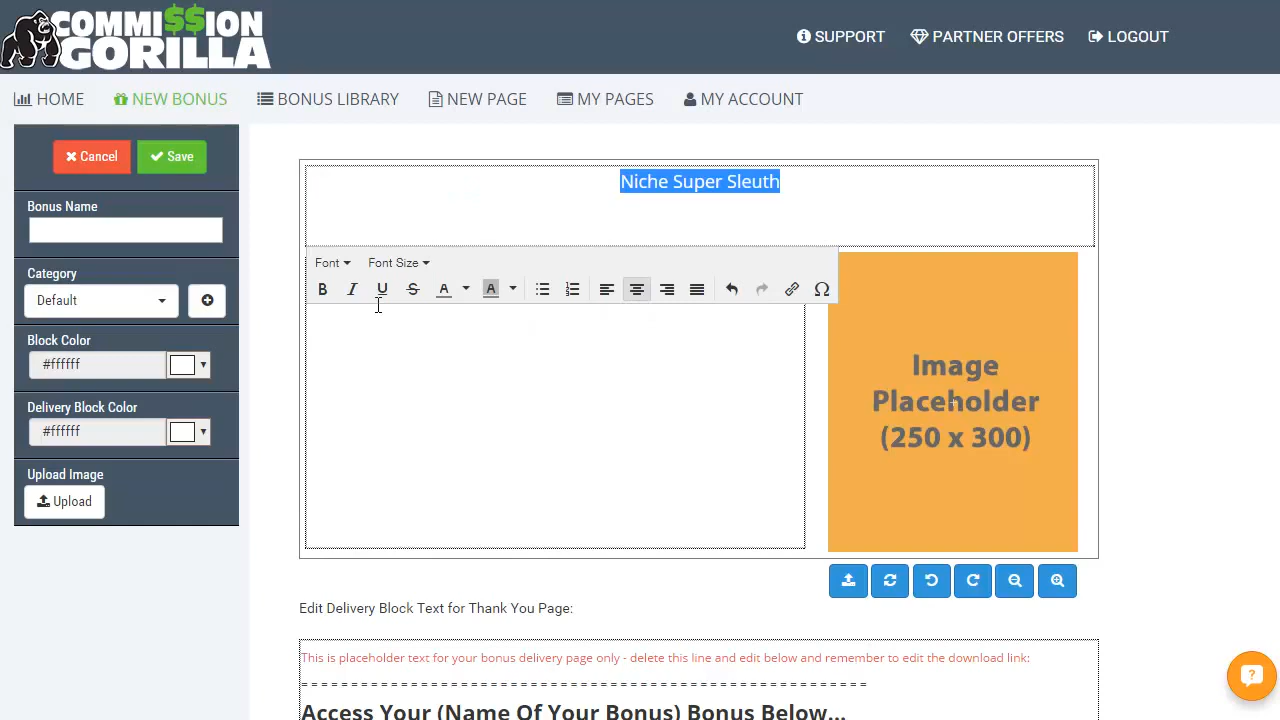 COMMI$$ION
GORILLA
SUPPORT
PARTNER OFFERS
LOGOUT
HOME
NEW BONUS
BONUS LIBRARY
NEW PAGE
MY PAGES
MY ACCOUNT
Cancel
Save
Bonus Name
Category
Default
Block Color
#ffffff
Delivery Block Color
#ffffff
Upload Image
Upload
Niche Super Sleuth
Font
Font Size
B
I
U
S
A
A
Ω
Image
Placeholder
(250 x 300)
Edit Delivery Block Text for Thank You Page:
This is placeholder text for your bonus delivery page only - delete this line and edit below and remember to edit the download link:
= = = = = = = = = = = = = = = = = = = = = = = = = = = = = = = = = = = = = = = = = = = = = = = = = = = = = = = = =
Access Your (Name Of Your Bonus) Bonus Below...
?